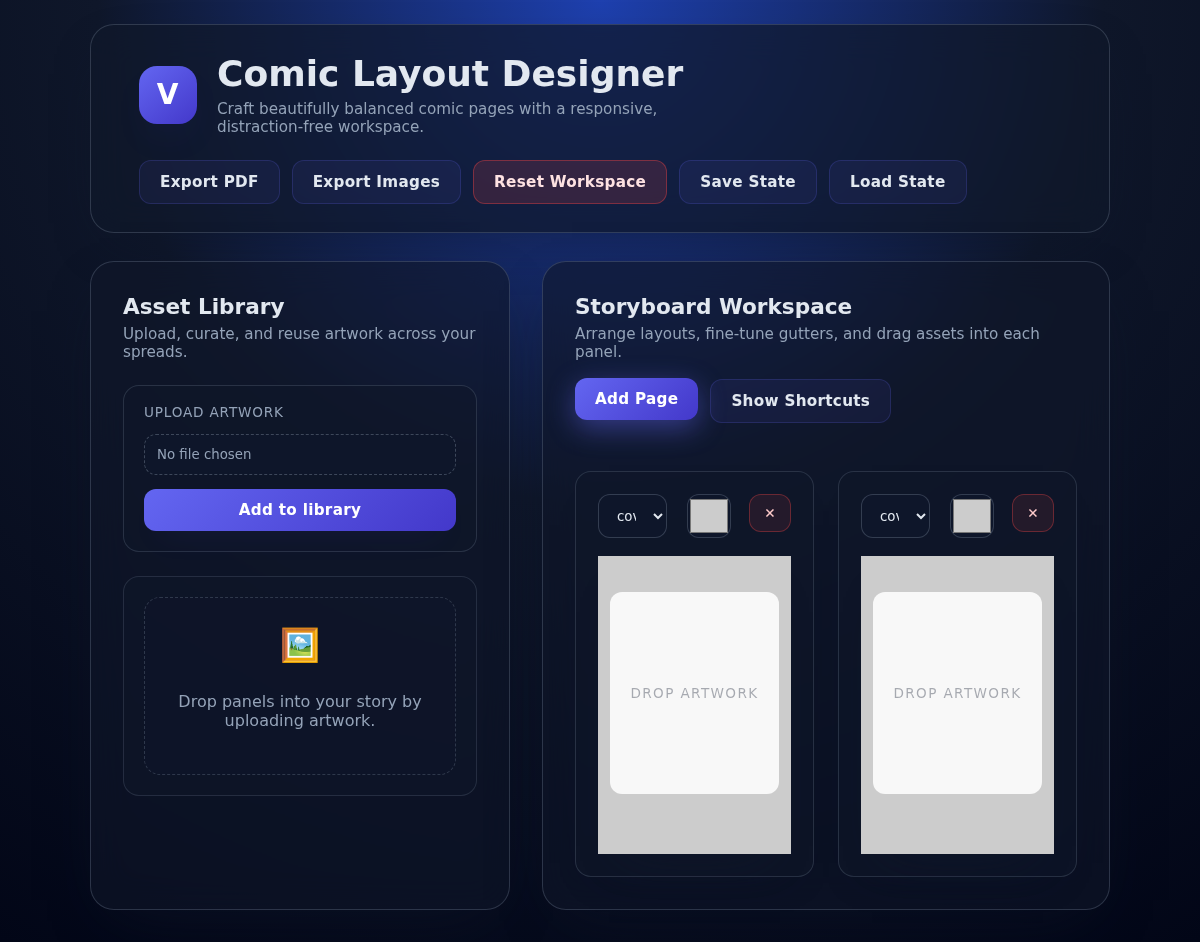 V
Comic Layout Designer
Craft beautifully balanced comic pages with a responsive,
distraction-free workspace.
Export PDF
Export Images
Reset Workspace
Save State
Load State
Asset Library
Upload, curate, and reuse artwork across your
spreads.
UPLOAD ARTWORK
No file chosen
Add to library
Drop panels into your story by
uploading artwork.
Storyboard Workspace
Arrange layouts, fine-tune gutters, and drag assets into each
panel.
Add Page
Show Shortcuts
×
×
DROP ARTWORK
DROP ARTWORK